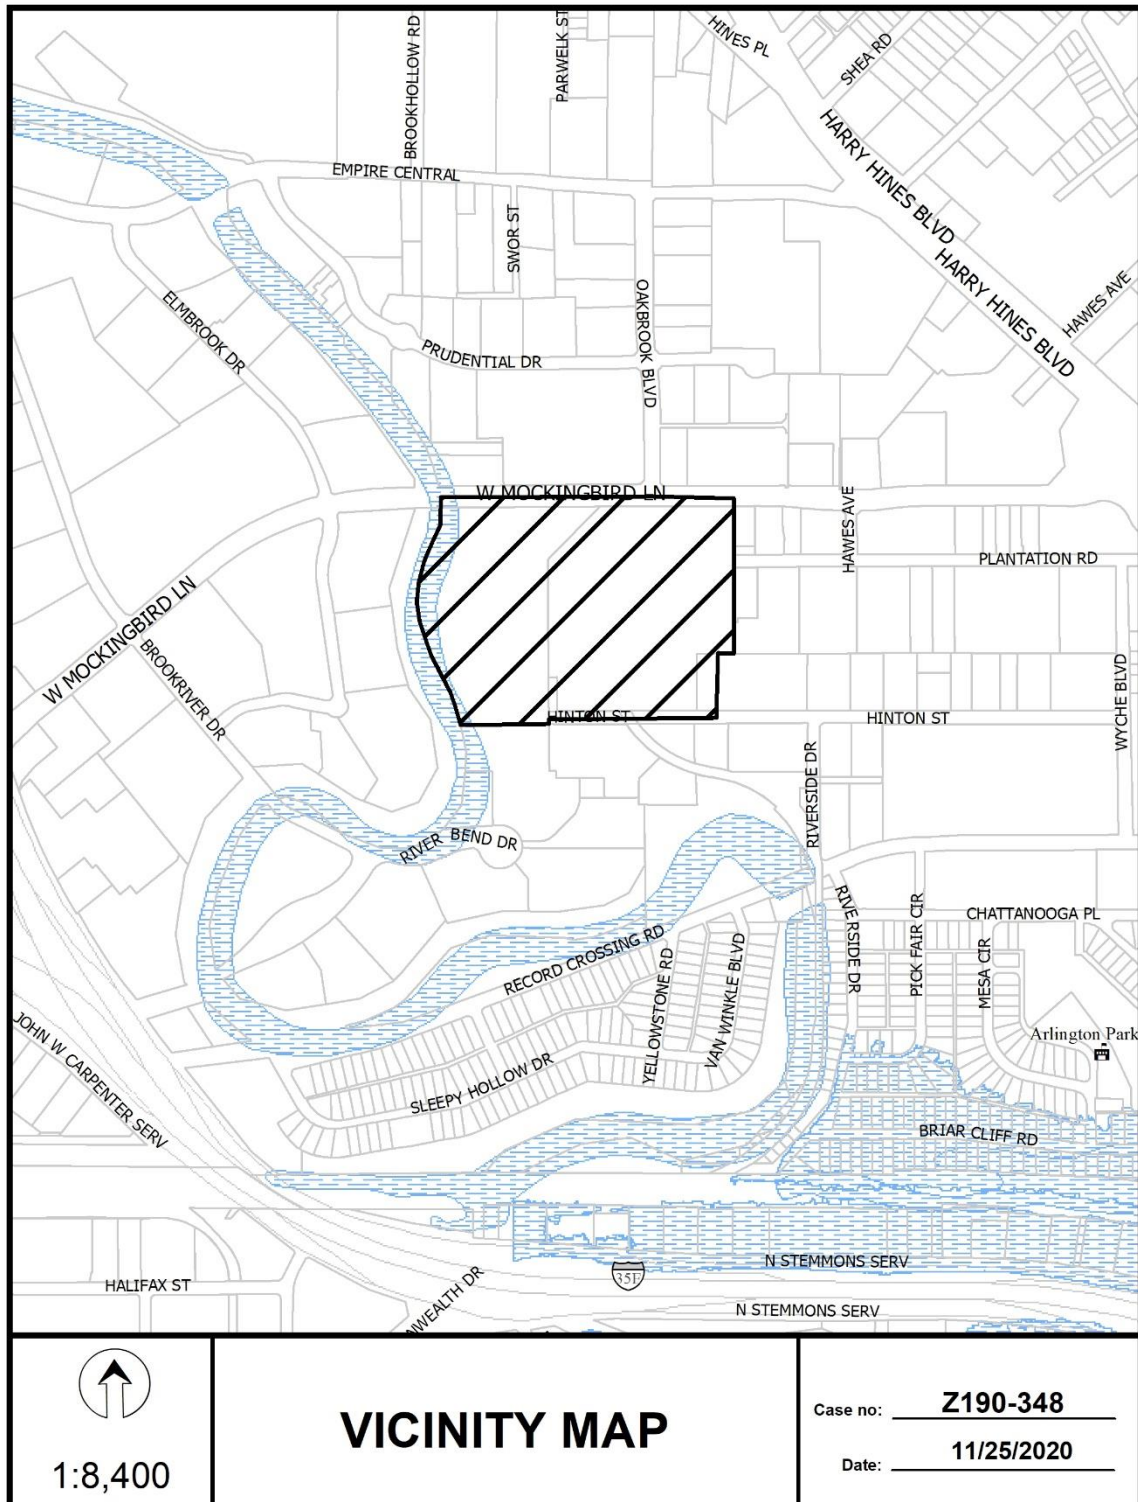 HINES PL
SHEA RD
BROOKHOLLOW RD
PARWELK ST
HARRY HINES BLVD
EMPIRE CENTRAL
SWOR ST
HARRY HINES BLVD
HAWES AVE
ELMBROOK DR
OAKBROOK BLVD
PRUDENTIAL DR
W MOCKINGBIRD LN
HAWES AVE
PLANTATION RD
W MOCKINGBIRD LN
BROOKRIVER DR
HINTON ST
HINTON ST
WYCHE BLVD
RIVERSIDE DR
RIVER BEND DR
RIVERSIDE DR
PICK FAIR CIR
CHATTANOOGA PL
MESA CIR
RECORD CROSSING RD
YELLOWSTONE RD
VAN WINKLE BLVD
Arlington Park
JOHN W CARPENTER SERV
SLEEPY HOLLOW DR
BRIAR CLIFF RD
N STEMMONS SERV
35E
HALIFAX ST
N STEMMONS SERV
WEALTH DR
1:8,400
VICINITY MAP
Case no: Z190-348
Date: 11/25/2020